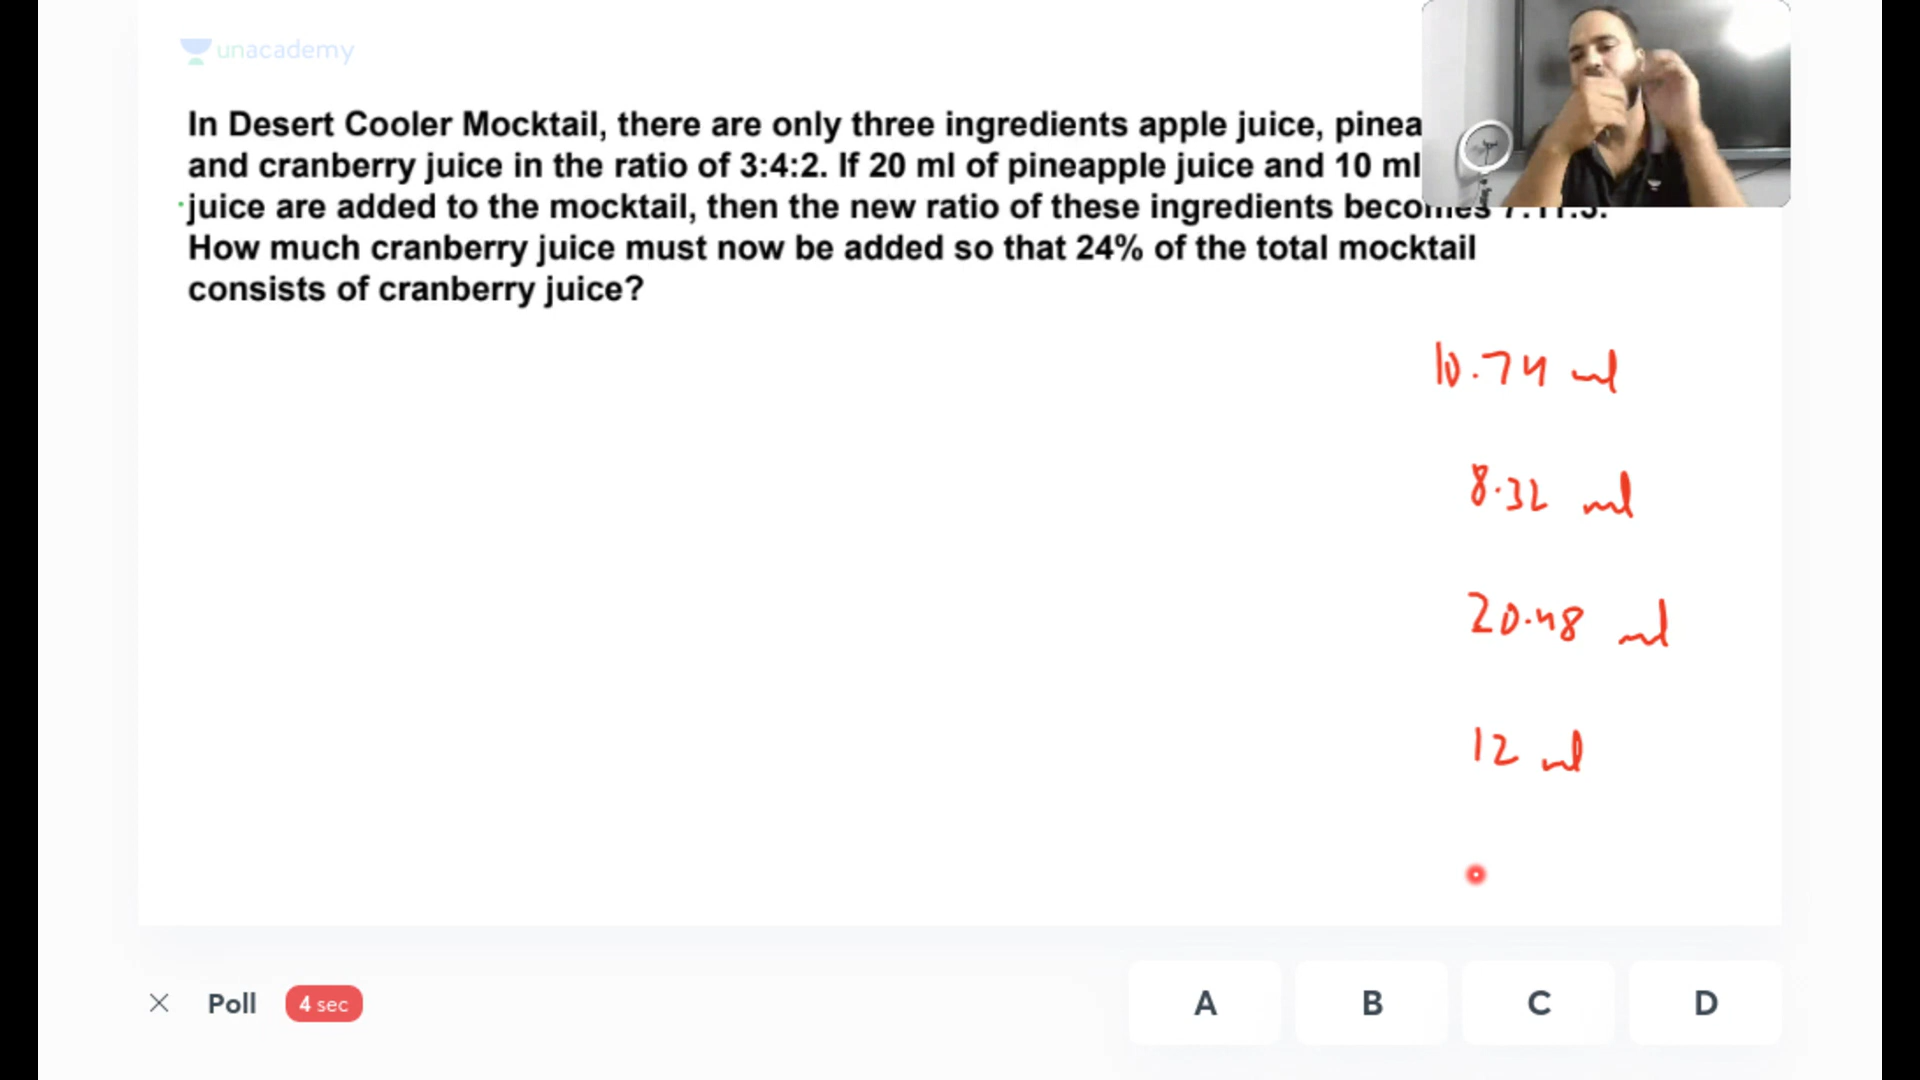 unacademy
In Desert Cooler Mocktail, there are only three ingredients apple juice,
and cranberry juice in the ratio of 3:4:2. If 20 ml of pineapple juice and 10 ml
juice are added to the mocktail, then the new ratio of these ingredients becomes 7:11:5.
How much cranberry juice must now be added so that 24% of the total mocktail
consists of cranberry juice?
10.74 ml
8.32 ml
20.48 ml
12 ml
Poll 4 sec A B C D